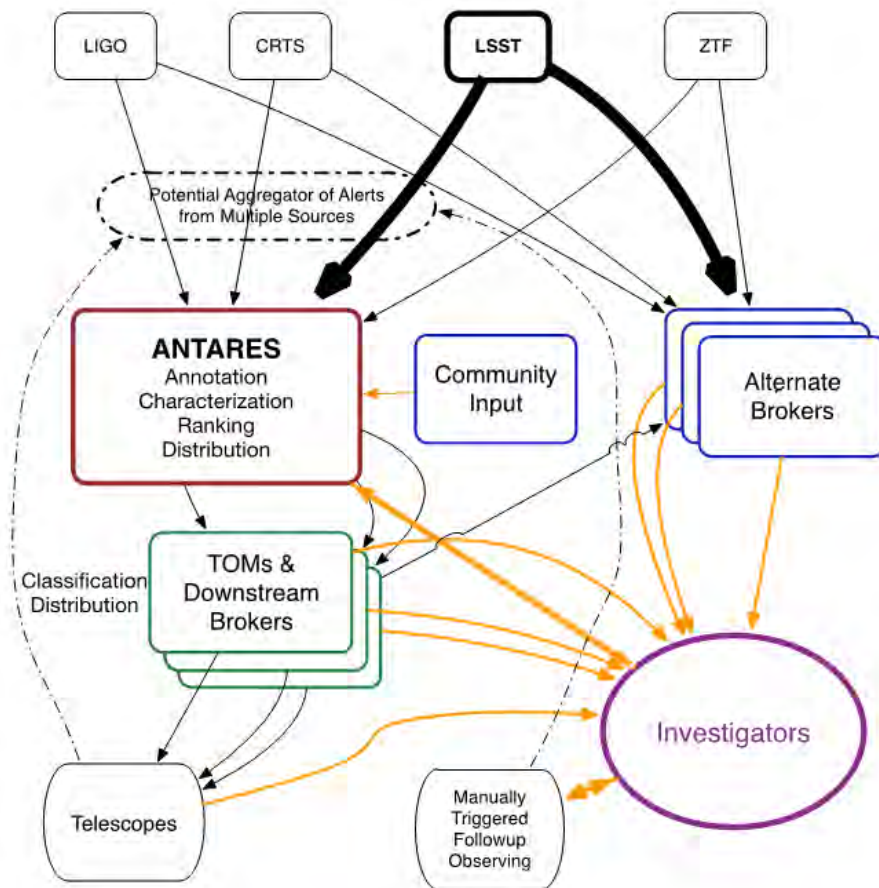 LIGO
CRTS
LSST
ZTF
Potential Aggregator of Alerts
from Multiple Sources
ANTARES
Annotation
Characterization
Ranking
Distribution
Community
Input
Alternate
Brokers
Classification
Distribution
TOMs &
Downstream
Brokers
Investigators
Telescopes
Manually
Triggered
Followup
Observing